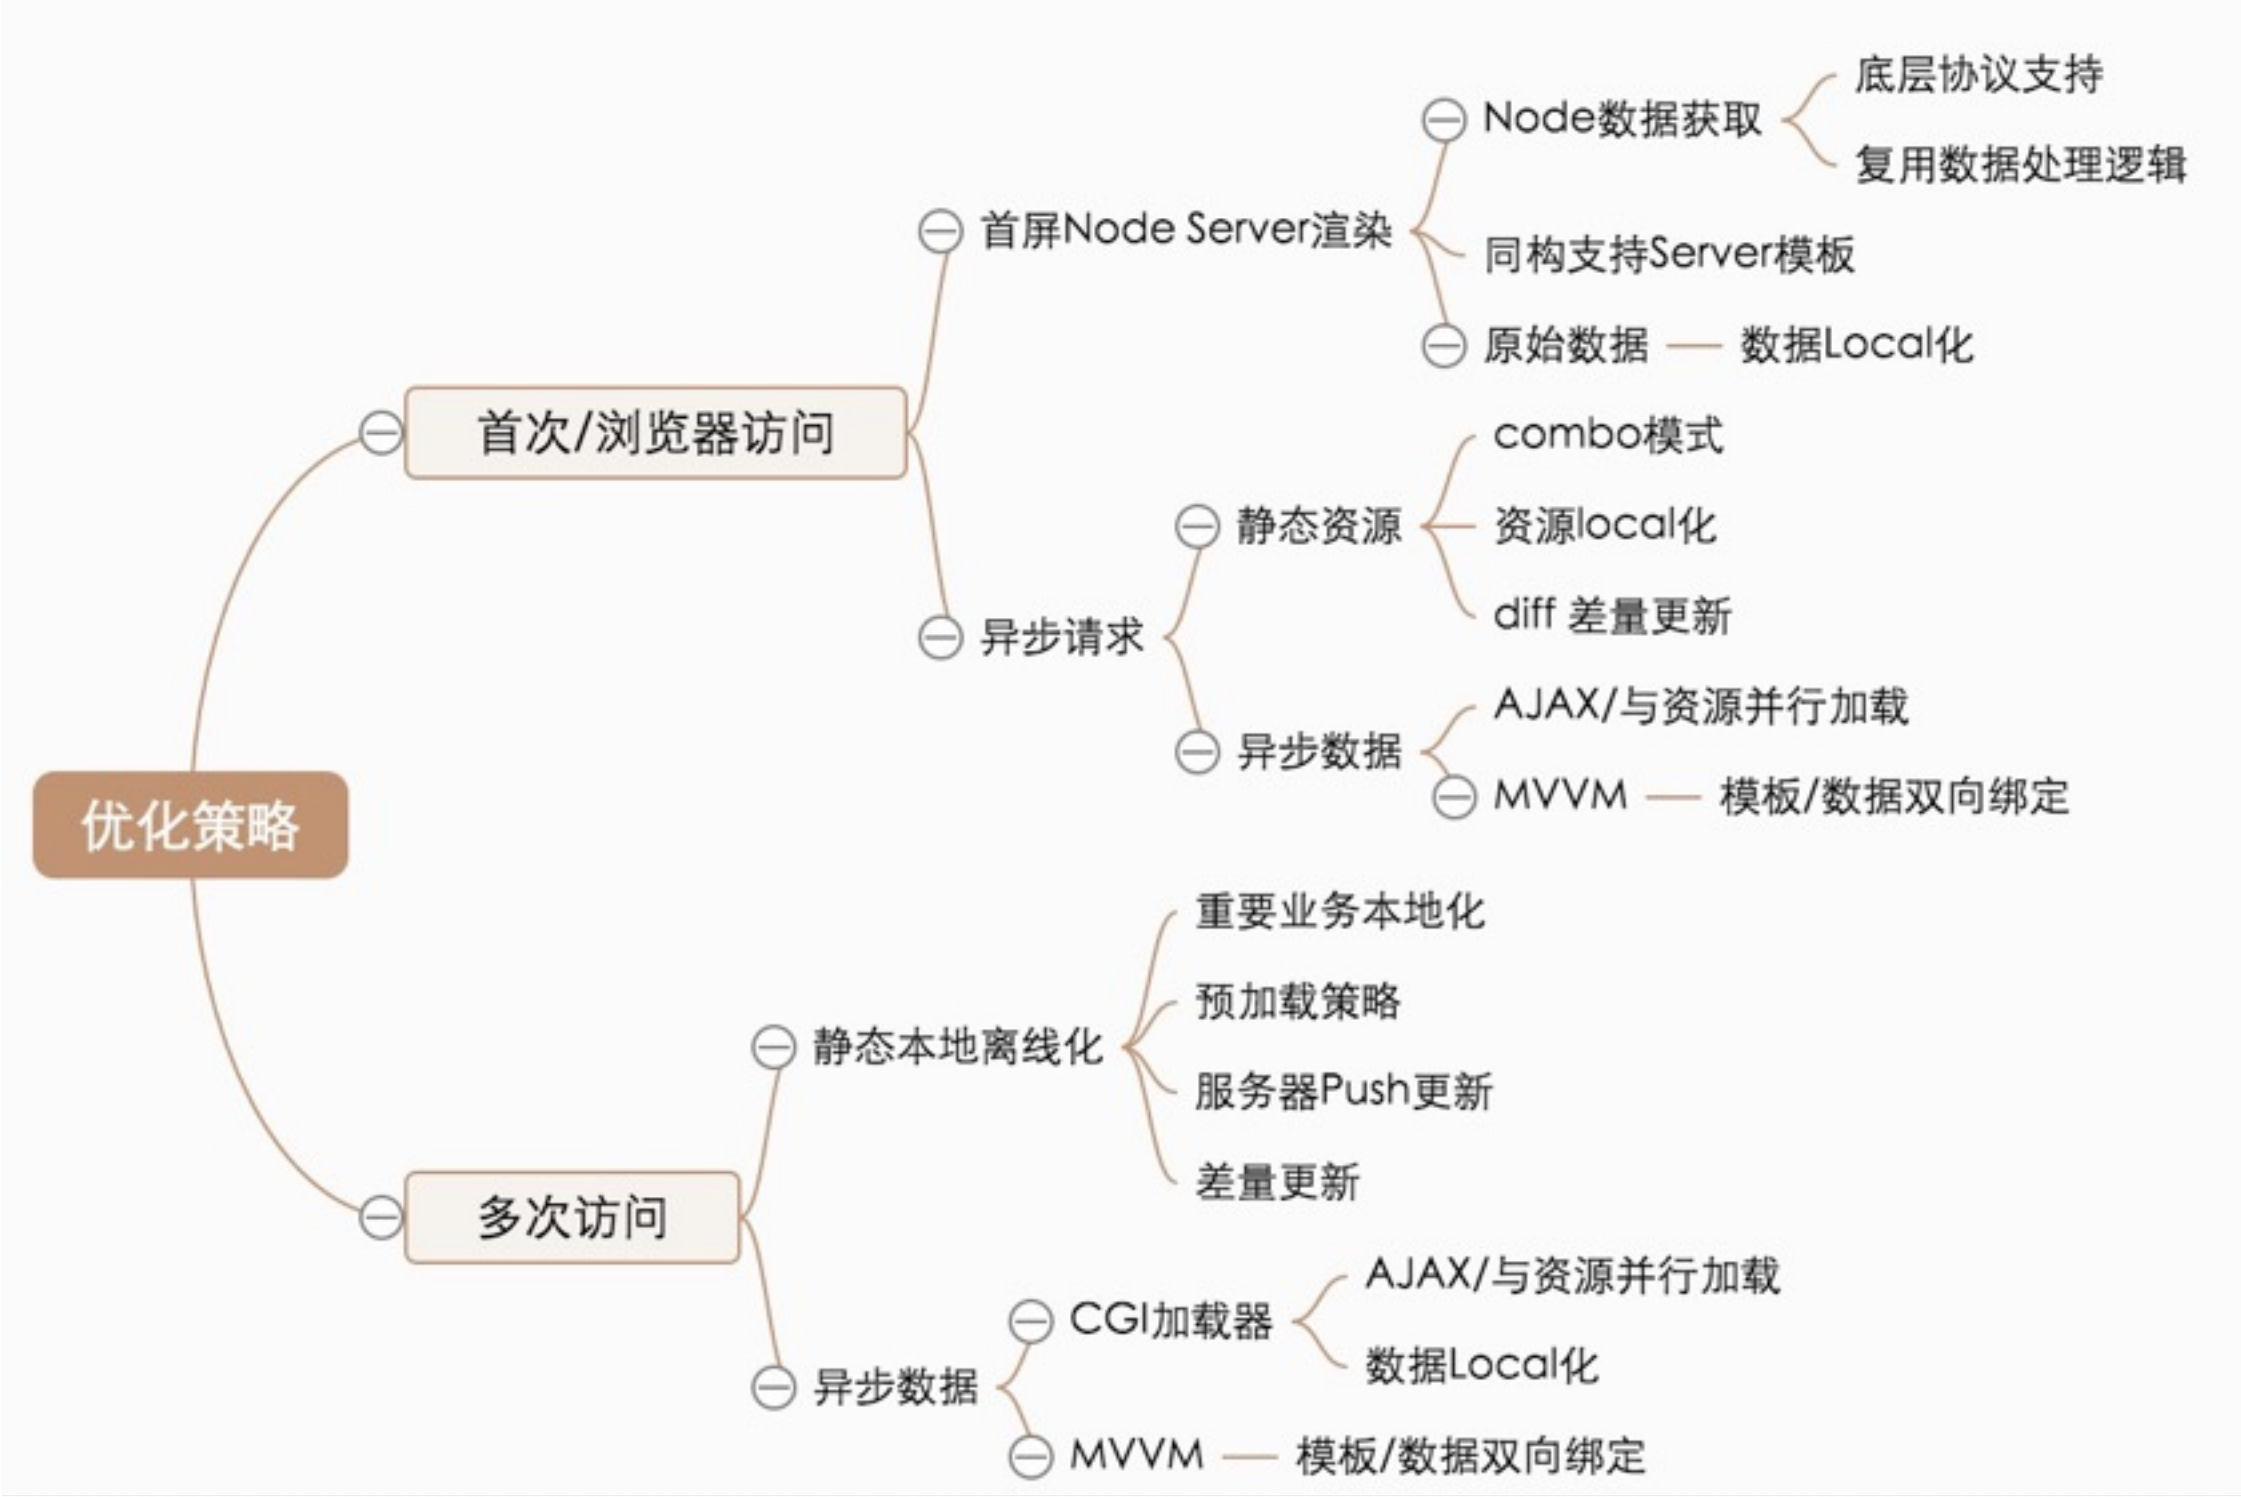 优化策略
首次/浏览器访问
首屏Node Server渲染
Node数据获取
底层协议支持
复用数据处理逻辑
同构支持Server模板
原始数据
数据Local化
异步请求
静态资源
combo模式
资源local化
diff 差量更新
异步数据
AJAX/与资源并行加载
MVVM
模板/数据双向绑定
多次访问
静态本地离线化
重要业务本地化
预加载策略
服务器Push更新
差量更新
异步数据
CGI加载器
AJAX/与资源并行加载
数据Local化
MVVM
模板/数据双向绑定